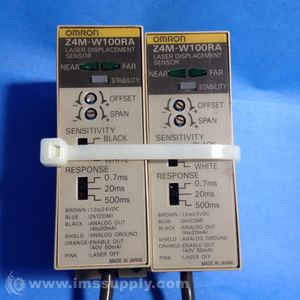 OMRON
Z4M-W100RA
LASER DISPLACEMENT
SENSOR
NEAR FAR
STABILITY
OFFSET
SPAN
SENSITIVITY
BLACK
WHITE
RESPONSE
0.7ms
20ms
500ms
BROWN :12to24VDC
BLUE :0V(COM)
BLACK :ANALOG OUT
(4to20mA)
SHIELD :ANALOG GROUND
ORANGE:ENABLE OUT
(40V 50mA)
PINK :LASER OFF
MADE IN JAPAN
OMRON
Z4M-W100RA
LASER DISPLACEMENT
SENSOR
NEAR FAR
STABILITY
OFFSET
SPAN
SENSITIVITY
BLACK
WHITE
RESPONSE
0.7ms
20ms
500ms
BROWN :12to24VDC
BLUE :0V(COM)
BLACK :ANALOG OUT
(4to20mA)
SHIELD :ANALOG GROUND
ORANGE:ENABLE OUT
(40V 50mA)
PINK :LASER OFF
MADE IN JAPAN
www.imssupply.com